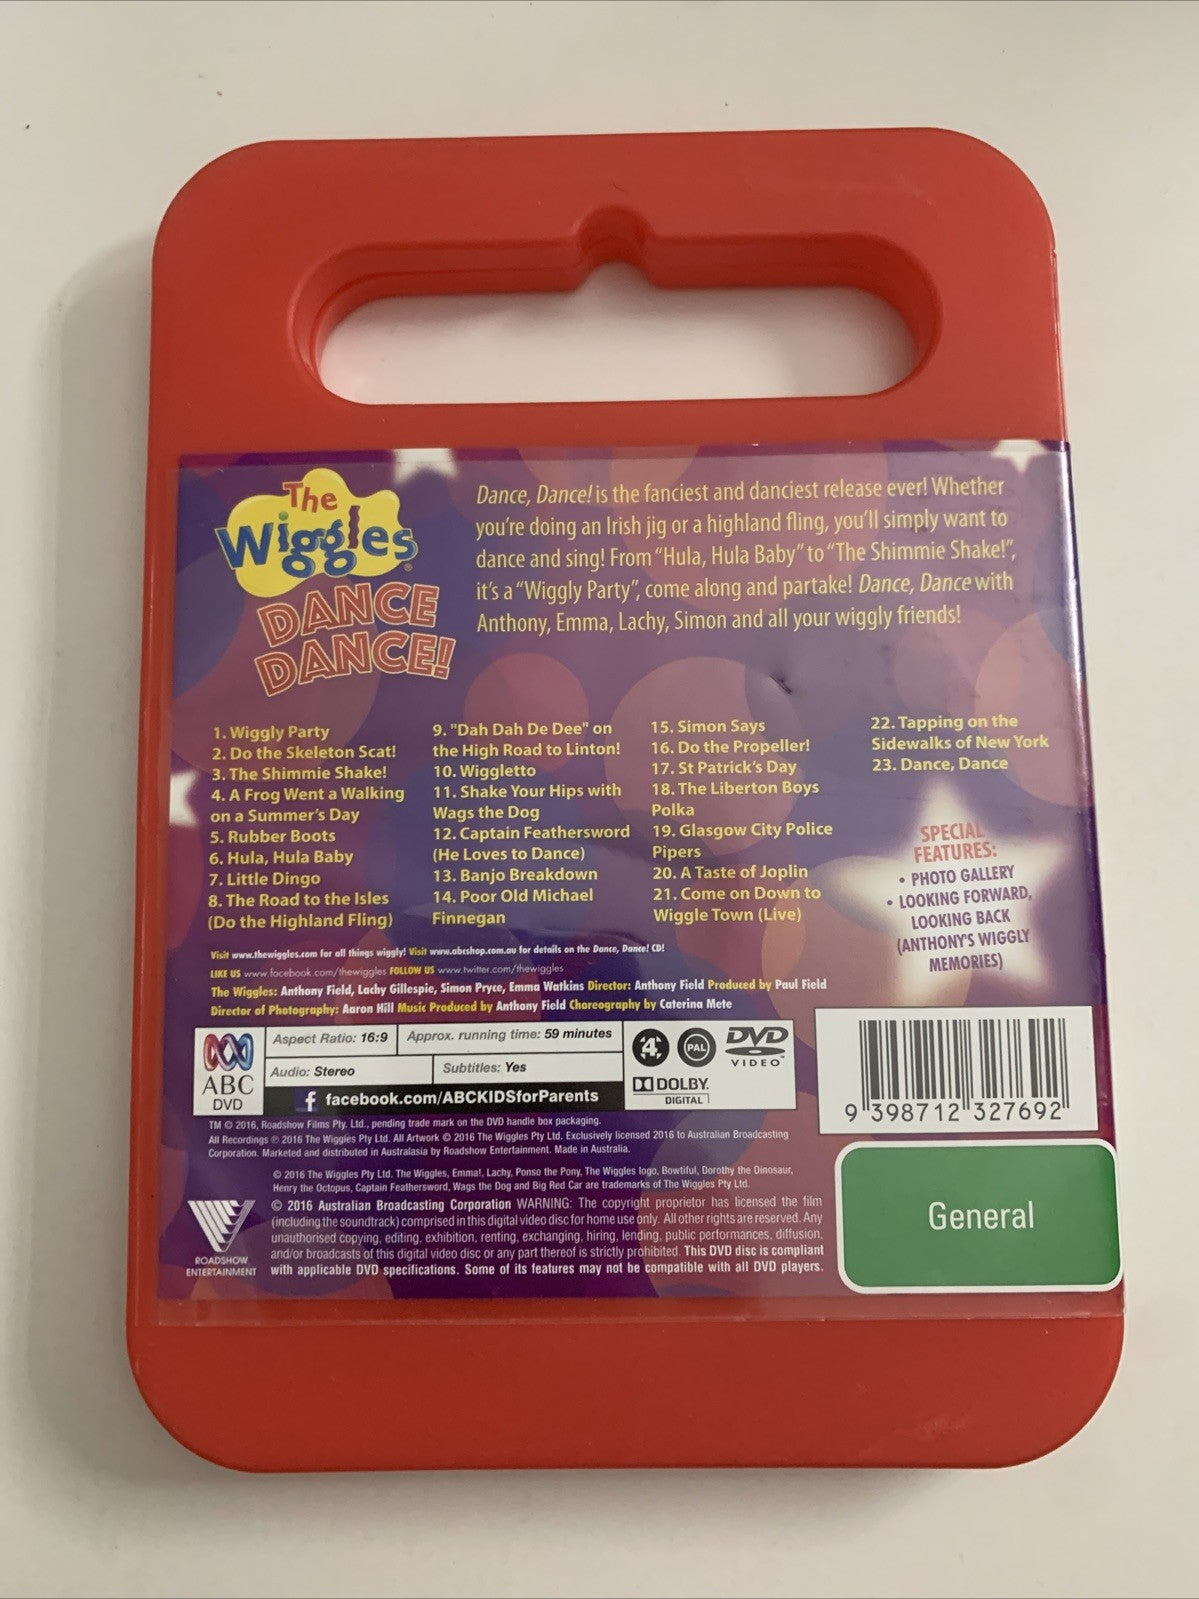 The
Wiggles
®
DANCE
DANCE!
Dance, Dance! is the fanciest and danciest release ever! Whether
you're doing an Irish jig or a highland fling, you'll simply want to
dance and sing! From "Hula, Hula Baby" to "The Shimmie Shake!",
it's a "Wiggly Party", come along and partake! Dance, Dance with
Anthony, Emma, Lachy, Simon and all your wiggly friends!
1. Wiggly Party
2. Do the Skeleton Scat!
3. The Shimmie Shake!
4. A Frog Went a Walking
on a Summer's Day
5. Rubber Boots
6. Hula, Hula Baby
7. Little Dingo
8. The Road to the Isles
(Do the Highland Fling)
9. "Dah Dah De Dee" on
the High Road to Linton!
10. Wiggletto
11. Shake Your Hips with
Wags the Dog
12. Captain Feathersword
(He Loves to Dance)
13. Banjo Breakdown
14. Poor Old Michael
Finnegan
15. Simon Says
16. Do the Propeller!
17. St Patrick's Day
18. The Liberton Boys
Polka
19. Glasgow City Police
Pipers
20. A Taste of Joplin
21. Come on Down to
Wiggle Town (Live)
22. Tapping on the
Sidewalks of New York
23. Dance, Dance
SPECIAL
FEATURES:
• PHOTO GALLERY
• LOOKING FORWARD,
LOOKING BACK
(ANTHONY'S WIGGLY
MEMORIES)
Visit www.thewiggles.com for all things wiggly! Visit www.abcshop.com.au for details on the Dance, Dance! CD!
LIKE US www.facebook.com/thewiggles FOLLOW US www.twitter.com/thewiggles
The Wiggles: Anthony Field, Lachy Gillespie, Simon Pryce, Emma Watkins Director: Anthony Field Produced by Paul Field
Director of Photography: Aaron Hill Music Produced by Anthony Field Choreography by Caterina Mete
ABC
DVD
Aspect Ratio: 16:9
Approx. running time: 59 minutes
Audio: Stereo
Subtitles: Yes
f facebook.com/ABCKIDSforParents
4
PAL
DVD
VIDEO™
DOLBY
DIGITAL
9 398712 327692
TM © 2016, Roadshow Films Pty. Ltd., pending trade mark on the DVD handle box packaging.
All Recordings ℗ 2016 The Wiggles Pty Ltd. All Artwork © 2016 The Wiggles Pty Ltd. Exclusively licensed 2016 to Australian Broadcasting
Corporation. Marketed and distributed in Australasia by Roadshow Entertainment. Made in Australia.
© 2016 The Wiggles Pty Ltd. The Wiggles, Emma!, Lachy, Ponso the Pony, The Wiggles logo, Bowtiful, Dorothy the Dinosaur,
Henry the Octopus, Captain Feathersword, Wags the Dog and Big Red Car are trademarks of The Wiggles Pty Ltd.
© 2016 Australian Broadcasting Corporation WARNING: The copyright proprietor has licensed the film
(including the soundtrack) comprised in this digital video disc for home use only. All other rights are reserved. Any
unauthorised copying, editing, exhibition, renting, exchanging, hiring, lending, public performances, diffusion,
and/or broadcasts of this digital video disc or any part thereof is strictly prohibited. This DVD disc is compliant
with applicable DVD specifications. Some of its features may not be compatible with all DVD players.
ROADSHOW
ENTERTAINMENT
General